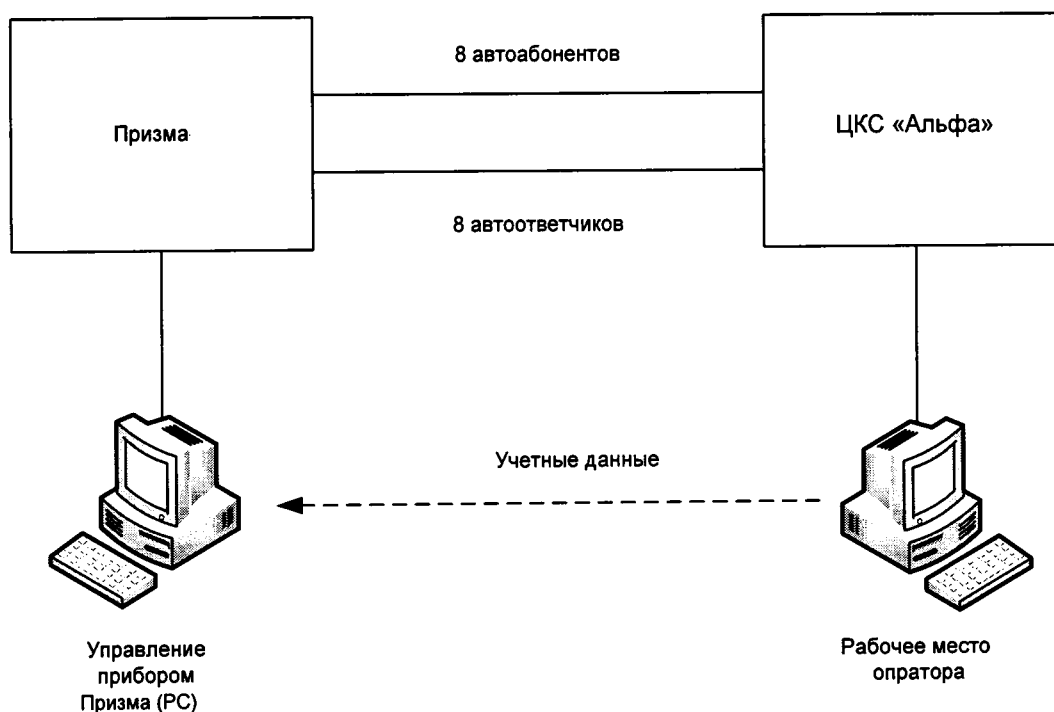 8 автоабонентов
Призма
ЦКС «Альфа»
8 автоответчиков
Учетные данные
Управление
прибором
Призма (PC)
Рабочее место
опратора